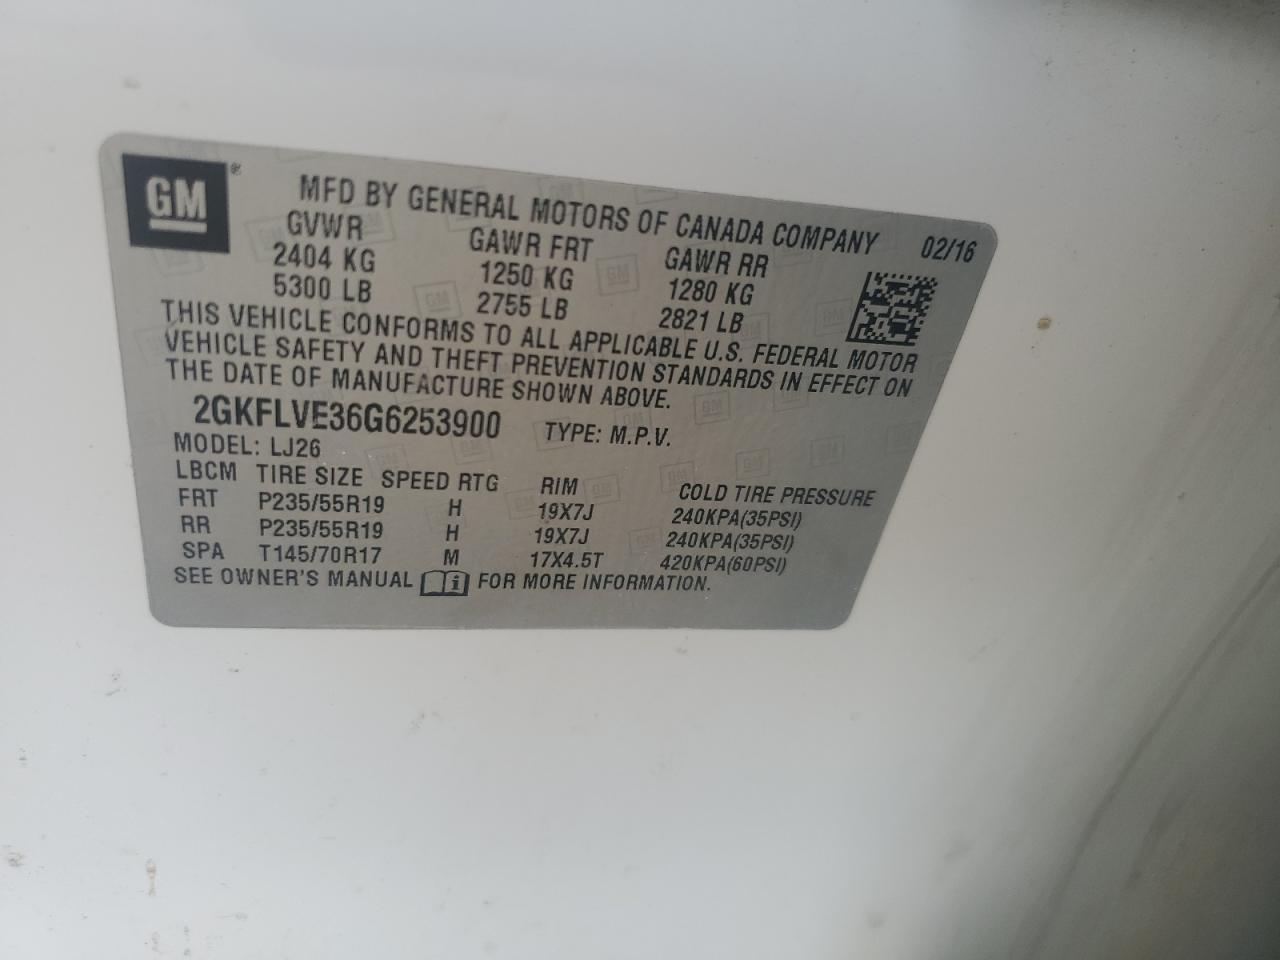 GM ®
MFD BY GENERAL MOTORS OF CANADA COMPANY 02/16
GVWR GAWR FRT GAWR RR
2404 KG 1250 KG 1280 KG
5300 LB 2755 LB 2821 LB
THIS VEHICLE CONFORMS TO ALL APPLICABLE U.S. FEDERAL MOTOR
VEHICLE SAFETY AND THEFT PREVENTION STANDARDS IN EFFECT ON
THE DATE OF MANUFACTURE SHOWN ABOVE.
2GKFLVE36G6253900 TYPE: M.P.V.
MODEL: LJ26
LBCM TIRE SIZE SPEED RTG RIM COLD TIRE PRESSURE
FRT P235/55R19 H 19X7J 240KPA(35PSI)
RR P235/55R19 H 19X7J 240KPA(35PSI)
SPA T145/70R17 M 17X4.5T 420KPA(60PSI)
SEE OWNER'S MANUAL i FOR MORE INFORMATION.